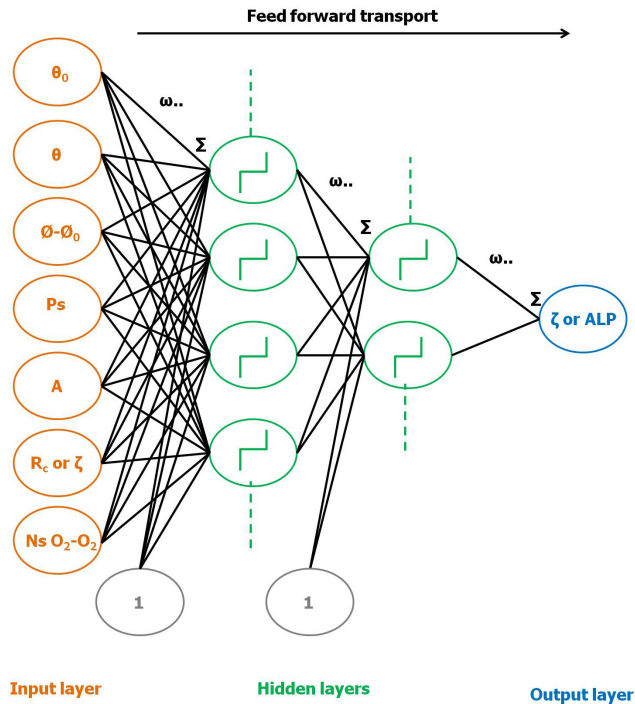 Feed forward transport
θ₀
ω..
Σ
θ
ω..
Ø-Ø₀
Σ
ω..
Ps
Σ
ζ or ALP
A
R꜀ or ζ
Ns O₂-O₂
1
1
Input layer
Hidden layers
Output layer